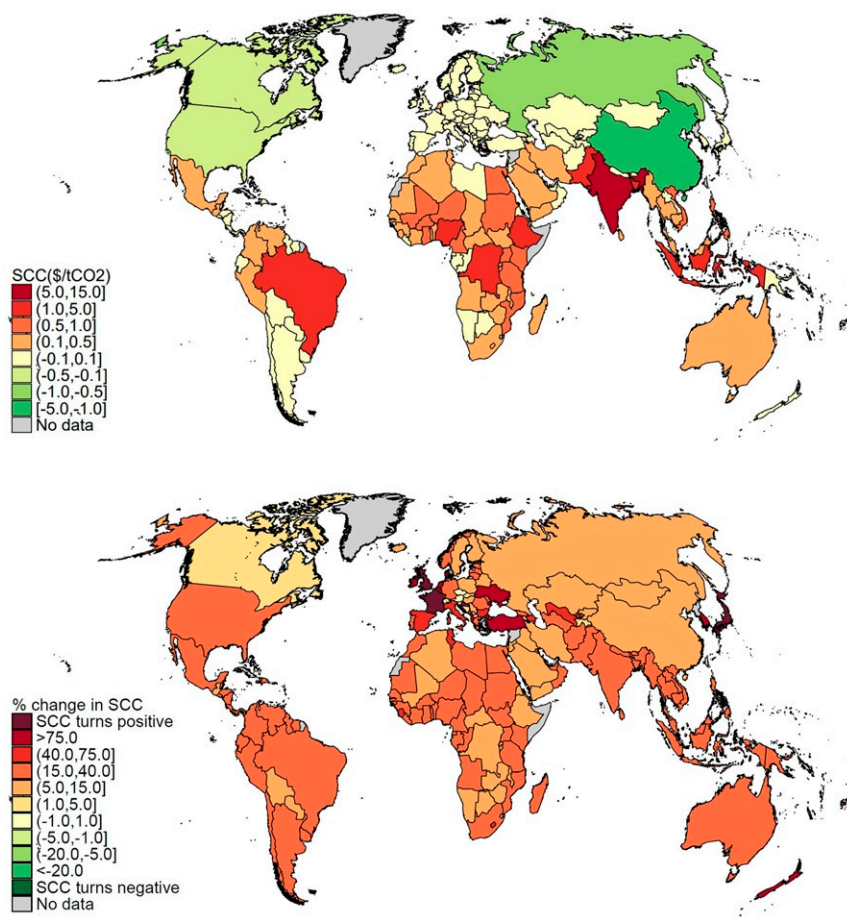 SCC($/tCO2)
(5.0,15.0]
(1.0,5.0]
(0.5,1.0]
(0.1,0.5]
(-0.1,0.1]
(-0.5,-0.1]
(-1.0,-0.5]
[-5.0,-1.0]
No data
% change in SCC
SCC turns positive
>75.0
(40.0,75.0]
(15.0,40.0]
(5.0,15.0]
(1.0,5.0]
(-1.0,1.0]
(-5.0,-1.0]
(-20.0,-5.0]
<-20.0
SCC turns negative
No data